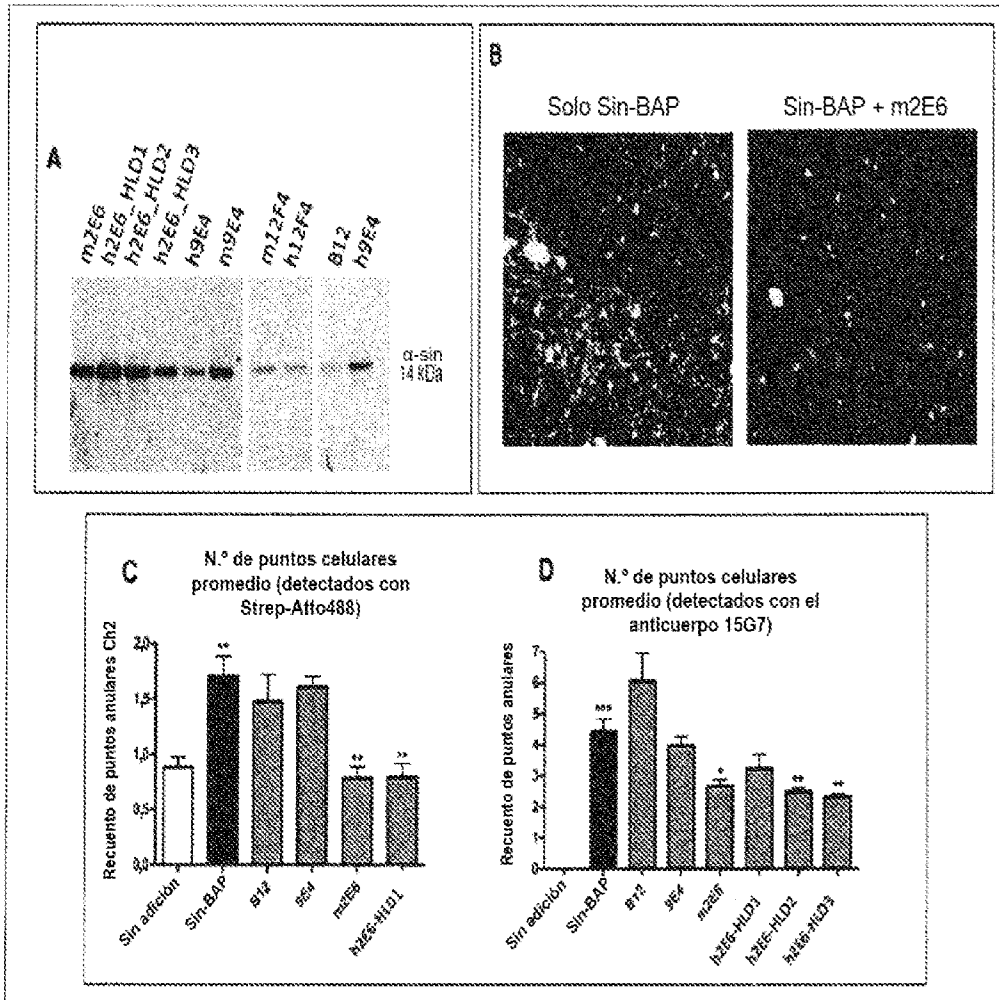 A
m2E6
h2E6_HLD1
h2E6_HLD2
h2E6_HLD3
h9E4
m9E4
m12F4
h12F4
B12
h9E4
α-sin
14 kDa
B
Solo Sin-BAP
Sin-BAP + m2E6
C
N.º de puntos celulares
promedio (detectados con
Strep-Atto488)
Recuento de puntos anulares Ch2
2,0
1,5
1,0
0,5
0,0
**
**
**
Sin adición
Sin-BAP
B12
9E4
m2E6
h2E6-HLD1
D
N.º de puntos celulares
promedio (detectados con el
anticuerpo 15G7)
Recuento de puntos anulares
7
6
5
4
3
2
1
0
***
*
**
**
Sin adición
Sin-BAP
B12
9E4
m2E6
h2E6-HLD1
h2E6-HLD2
h2E6-HLD3